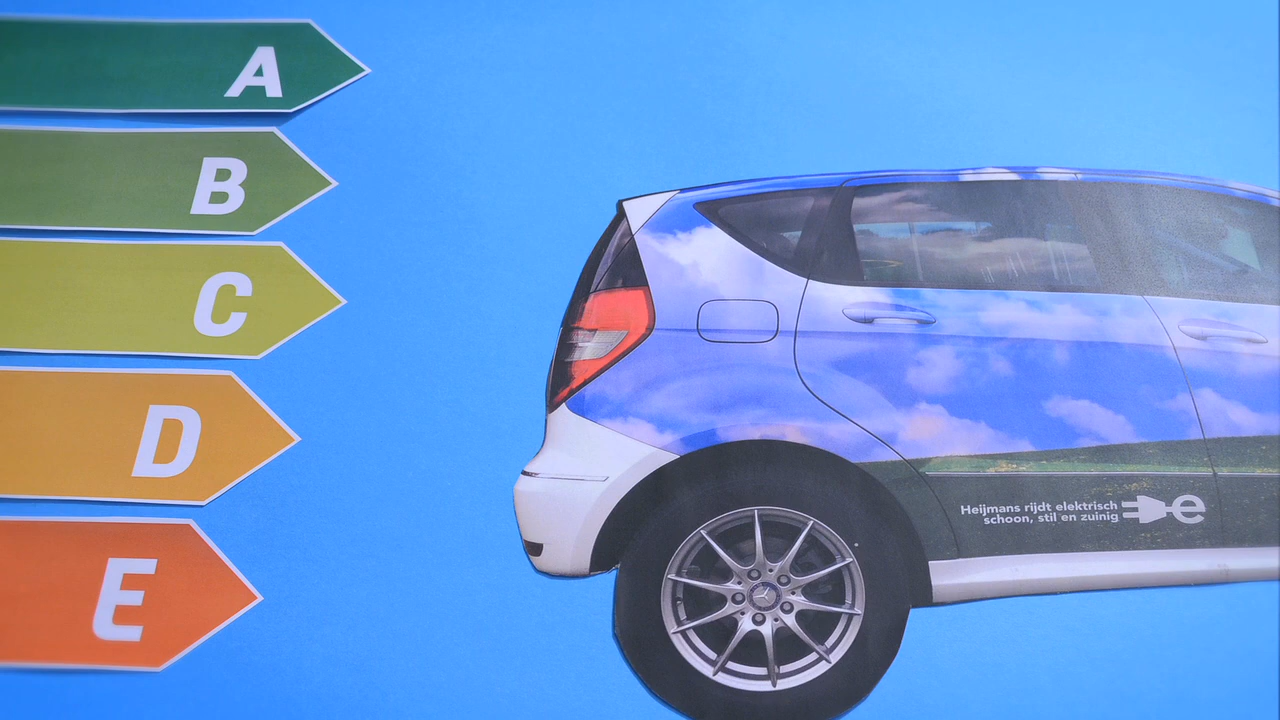 A
B
C
D
E
Heijmans rijdt elektrisch
schoon, stil en zuinig
e